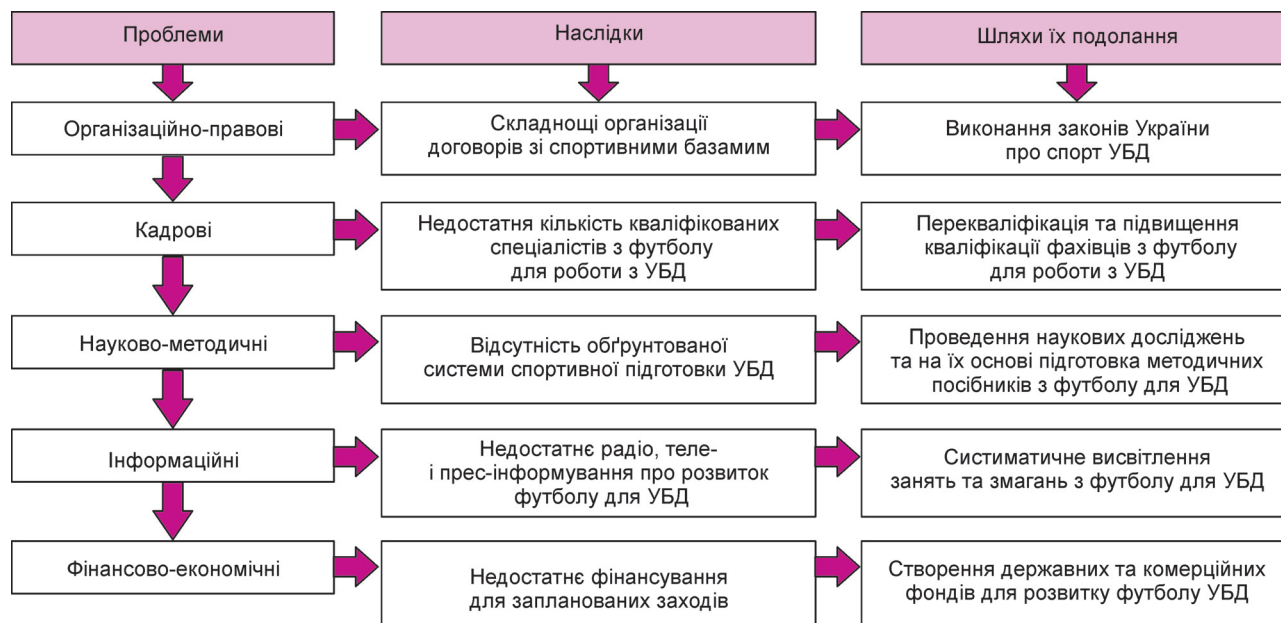 Проблеми
Наслідки
Шляхи їх подолання
Організаційно-правові
Складнощі організації
договорів зі спортивними базамим
Виконання законів України
про спорт УБД
Кадрові
Недостатня кількість кваліфікованих
спеціалістів з футболу
для роботи з УБД
Перекваліфікація та підвищення
кваліфікації фахівців з футболу
для роботи з УБД
Науково-методичні
Відсутність обґрунтованої
системи спортивної підготовки УБД
Проведення наукових досліджень
та на їх основі підготовка методичних
посібників з футболу для УБД
Інформаційні
Недостатнє радіо, теле-
і прес-інформування про розвиток
футболу для УБД
Систиматичне висвітлення
занять та змагань з футболу для УБД
Фінансово-економічні
Недостатнє фінансування
для запланованих заходів
Створення державних та комерційних
фондів для розвитку футболу УБД